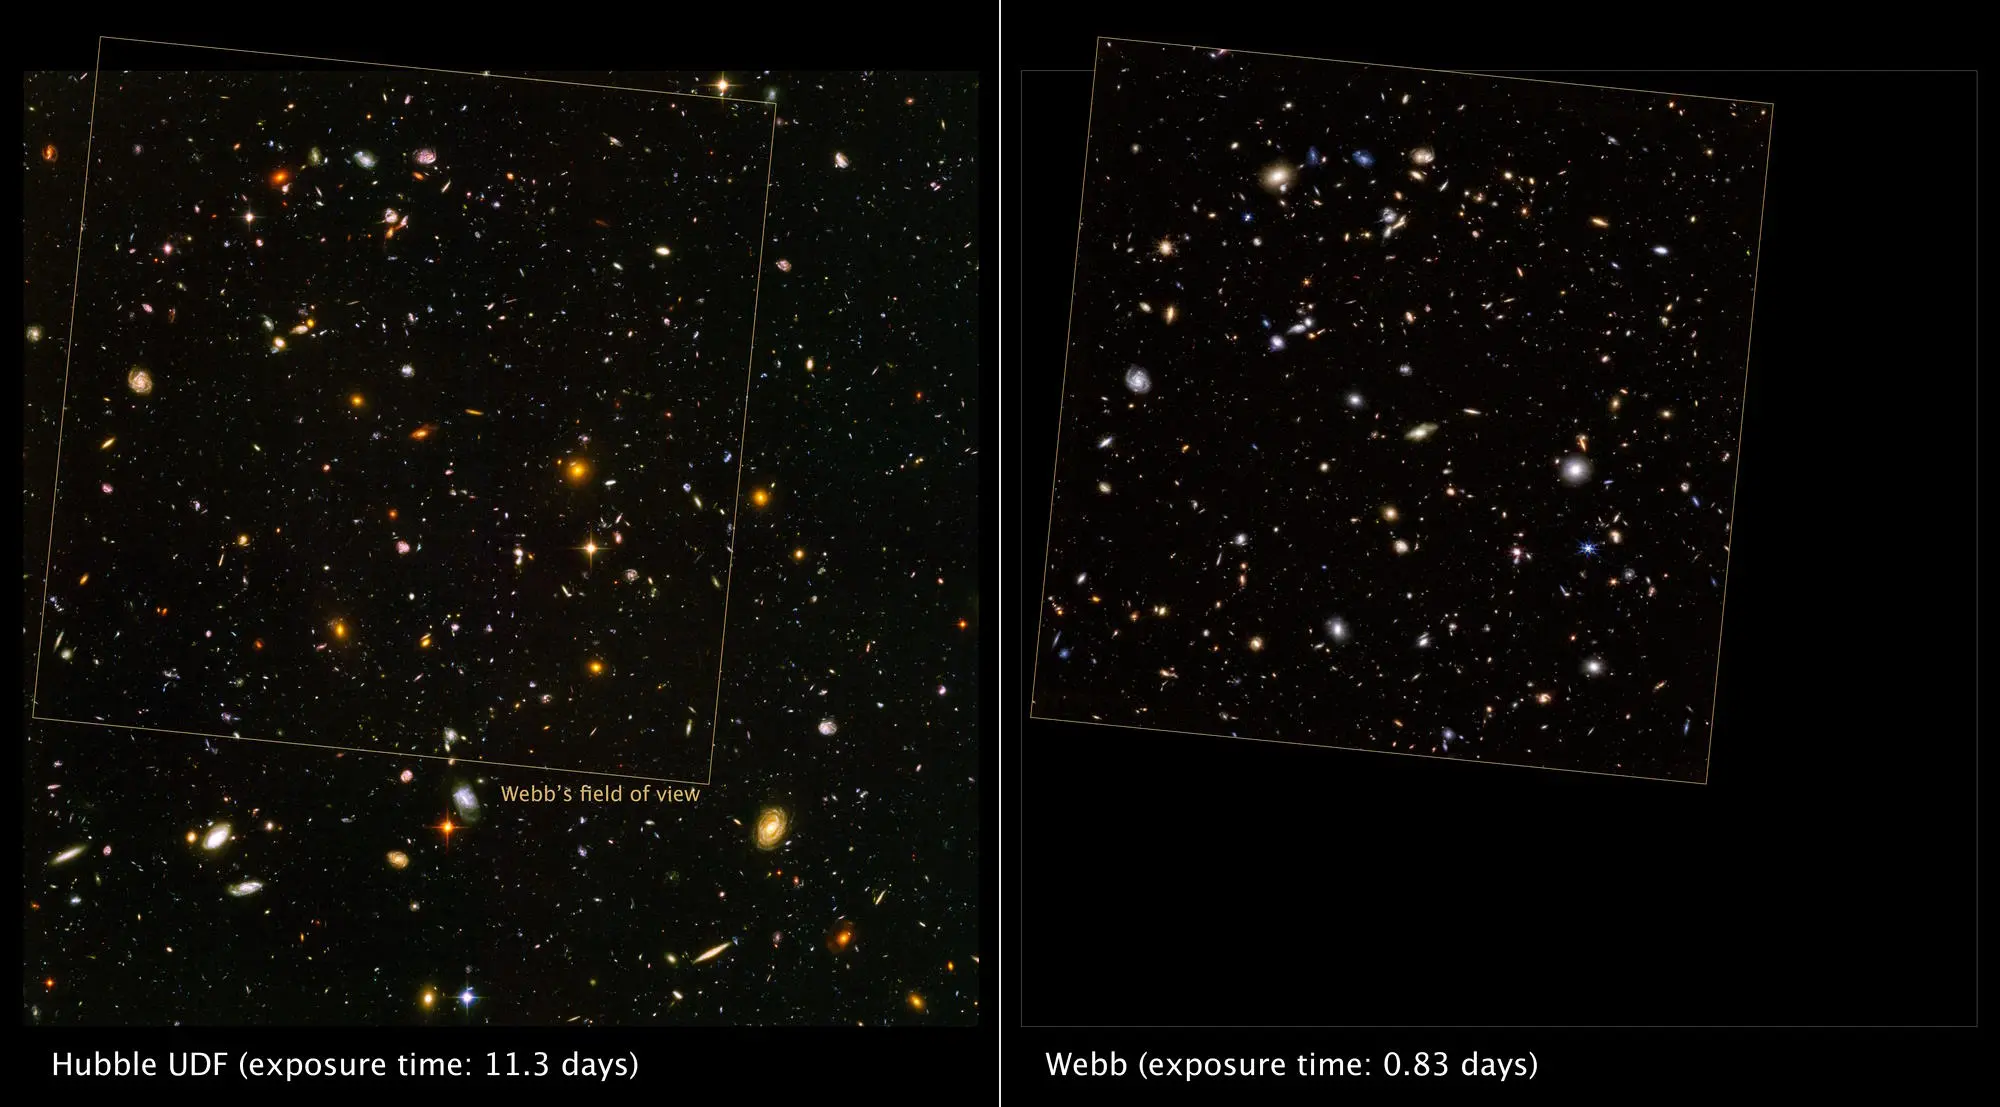 Webb’s field of view
Hubble UDF (exposure time: 11.3 days)
Webb (exposure time: 0.83 days)